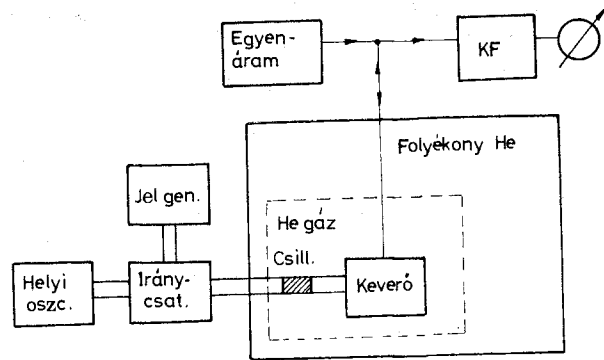 Egyen-
áram
KF
Folyékony He
Jel gen.
He gáz
Csill.
Helyi
oszc.
Irány-
csat.
Keverő